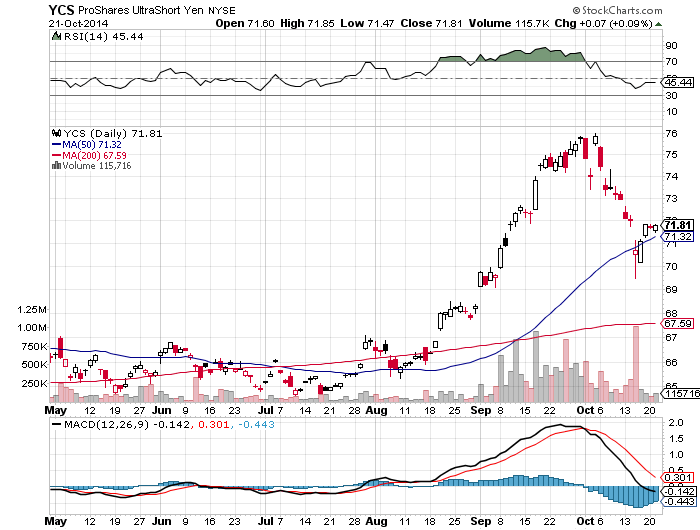 YCS ProShares UltraShort Yen NYSE © StockCharts.com
21-Oct-2014 Open 71.60 High 71.85 Low 71.47 Close 71.81 Volume 115.7K Chg +0.07 (+0.09%)
RSI(14) 45.44
90
70
50
45.44
30
10
YCS (Daily) 71.81
MA(50) 71.32
MA(200) 67.59
Volume 115,716
76
75
74
73
72
71.81
71.32
70
69
68
67.59
67
66
65
115716
1.25M
1.00M
750K
500K
250K
May 12 19 27 Jun 9 16 23 Jul 7 14 21 28 Aug 11 18 25 Sep 8 15 22 Oct 6 13 20
MACD(12,26,9) -0.142, 0.301, -0.443
2.0
1.5
1.0
0.5
0.301
-0.142
-0.443
May 12 19 27 Jun 9 16 23 Jul 7 14 21 28 Aug 11 18 25 Sep 8 15 22 Oct 6 13 20